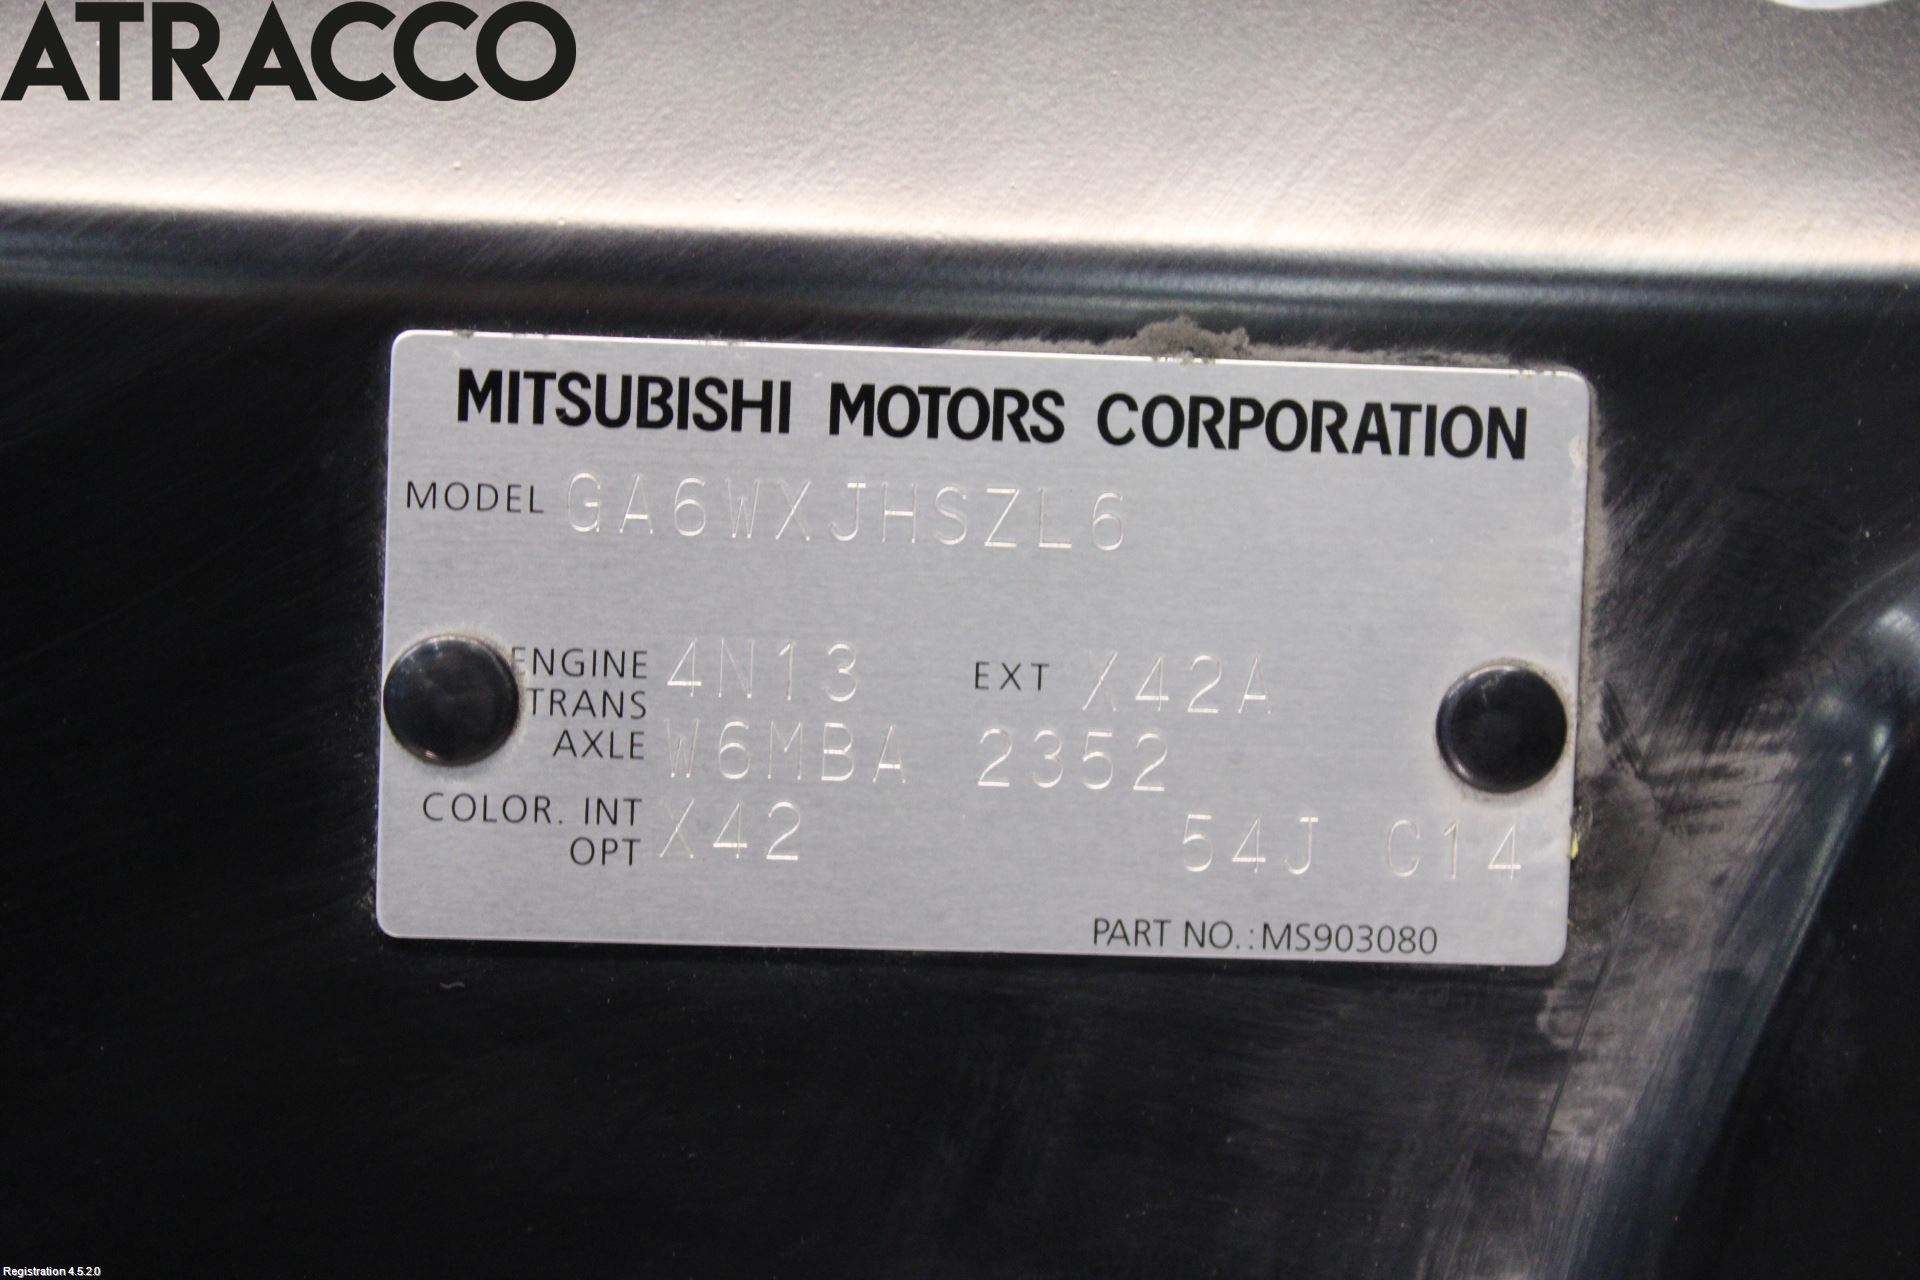 ATRACCO
MITSUBISHI MOTORS CORPORATION
MODEL GA6WXJHSZL6
ENGINE 4N13 EXT X42A
TRANS
AXLE W6MBA 2352
COLOR. INT X42 54J C14
OPT
PART NO.:MS903080
Registration 4.5.2.0